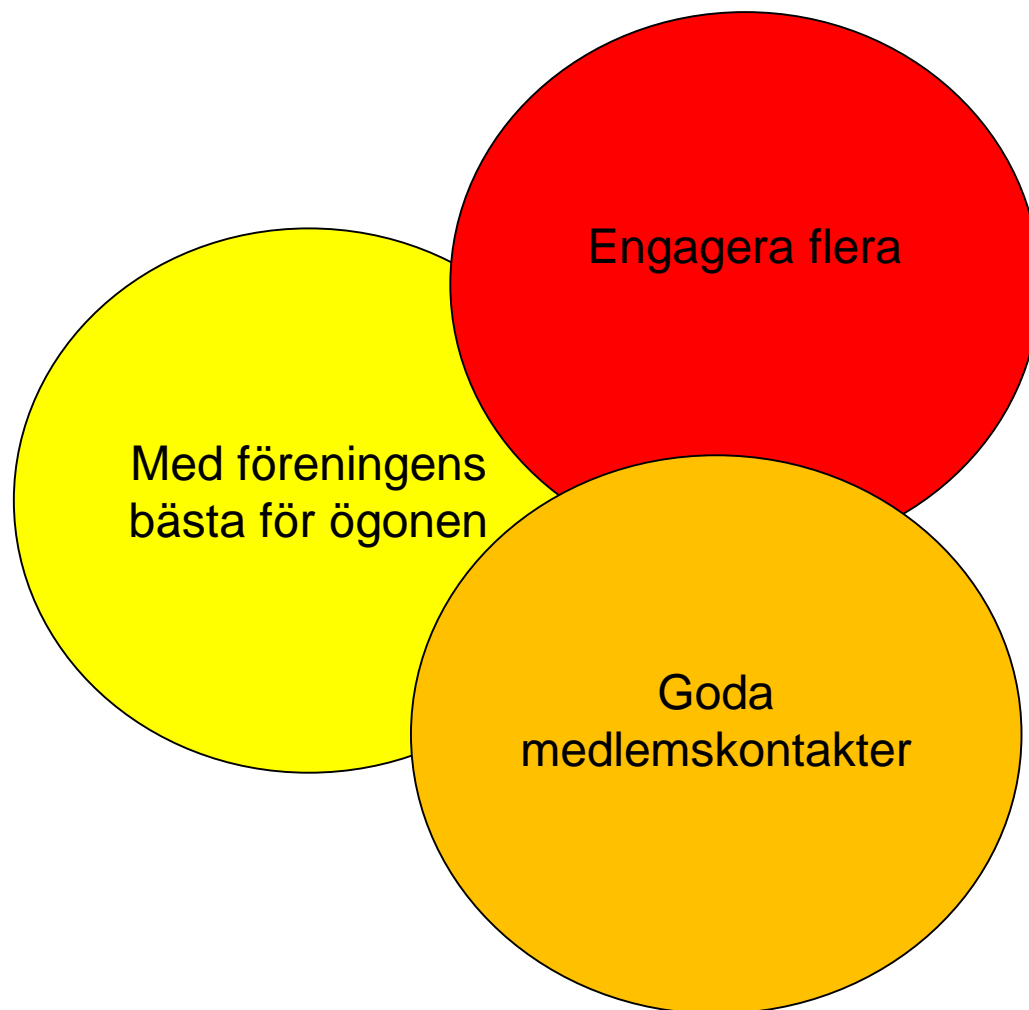 Engagera flera
Med föreningens
bästa för ögonen
Goda
medlemskontakter